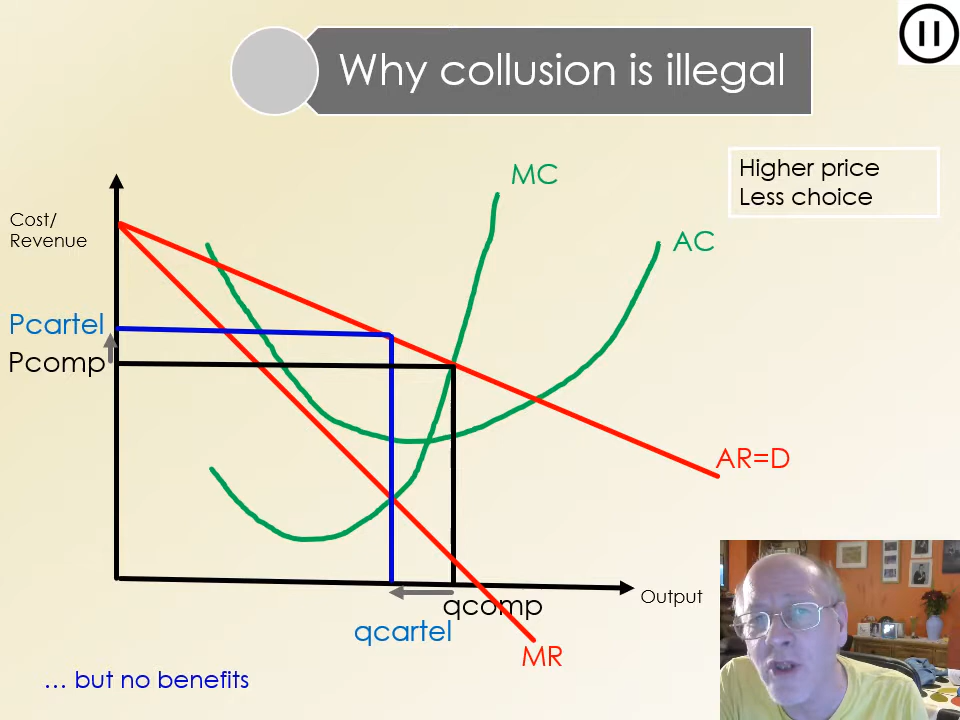 Why collusion is illegal
Higher price
Less choice
MC
AC
Cost/
Revenue
Pcartel
Pcomp
AR=D
qcomp
Output
qcartel
MR
... but no benefits